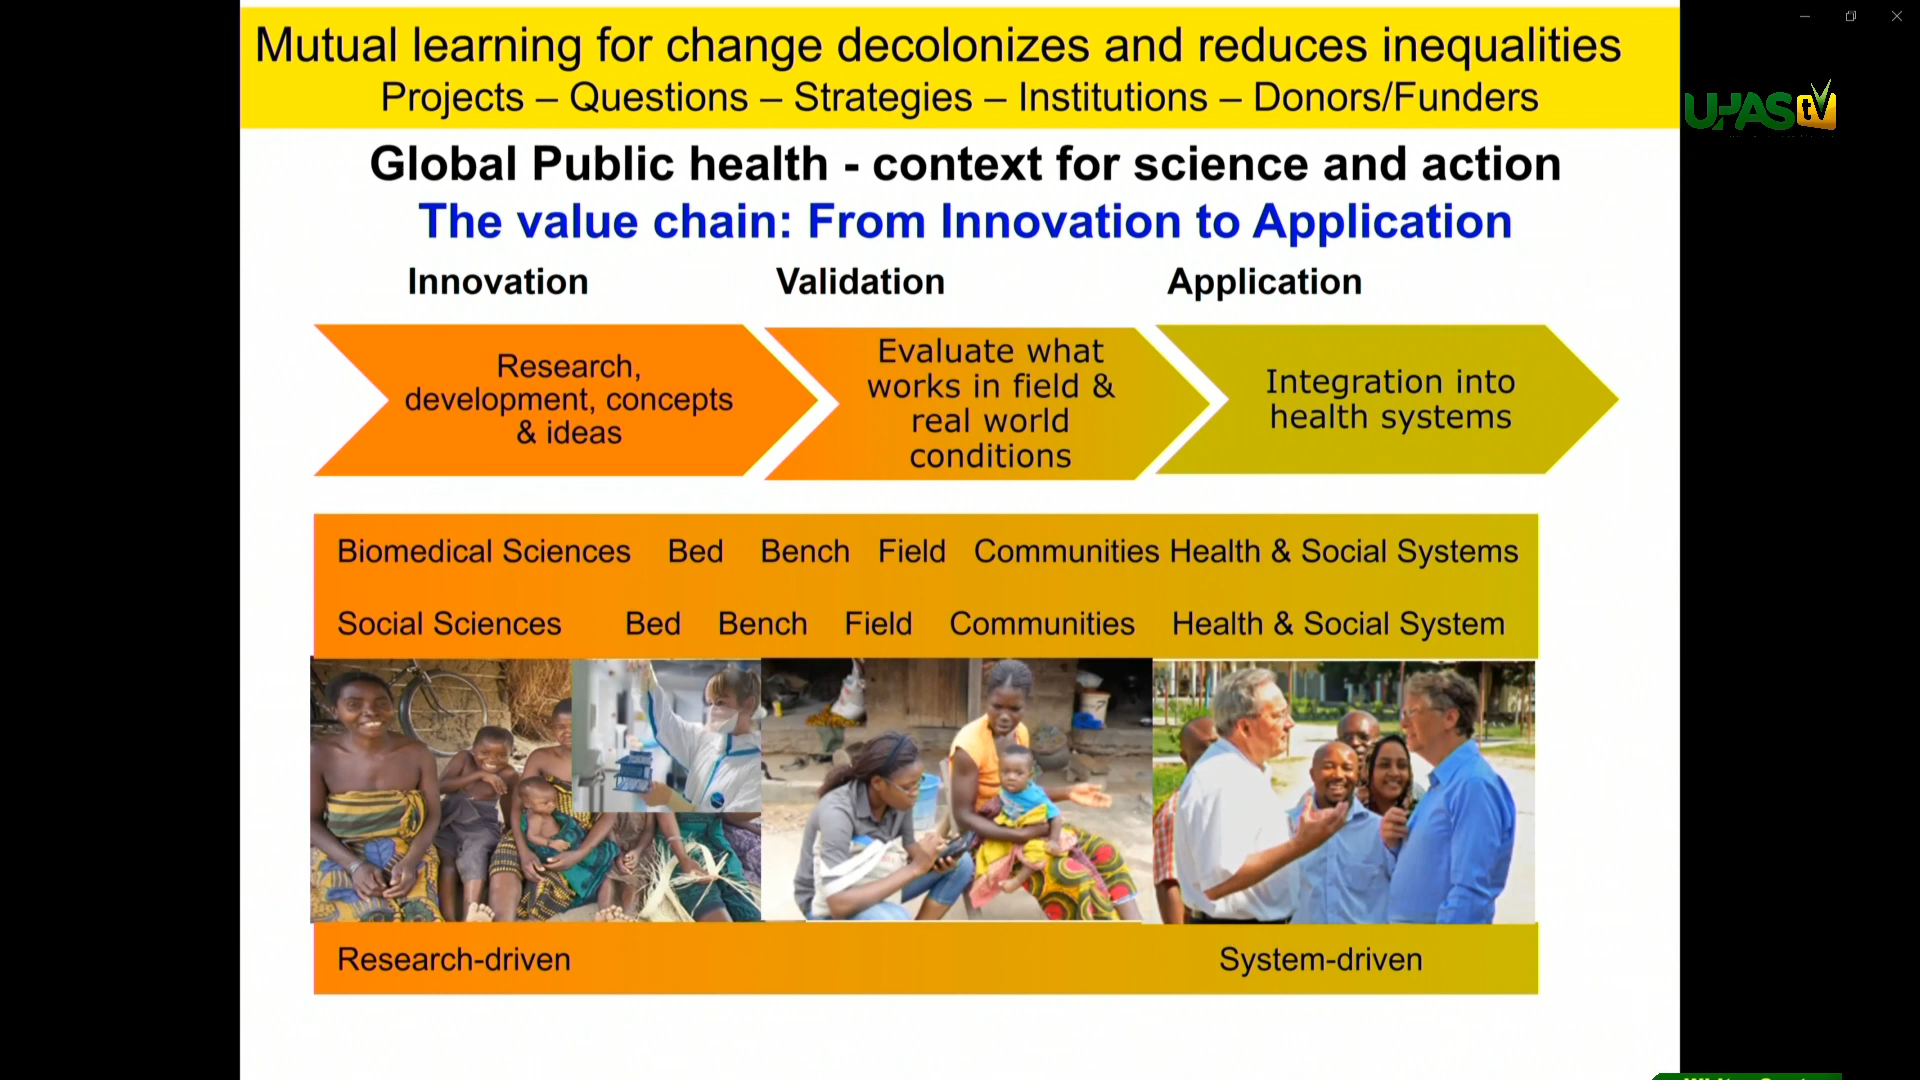 Mutual learning for change decolonizes and reduces inequalities
Projects – Questions – Strategies – Institutions – Donors/Funders
UHAStv
Global Public health - context for science and action
The value chain: From Innovation to Application
Innovation Validation Application
Research,
development, concepts
& ideas
Evaluate what
works in field &
real world
conditions
Integration into
health systems
Biomedical Sciences Bed Bench Field Communities Health & Social Systems
Social Sciences Bed Bench Field Communities Health & Social System
Research-driven System-driven